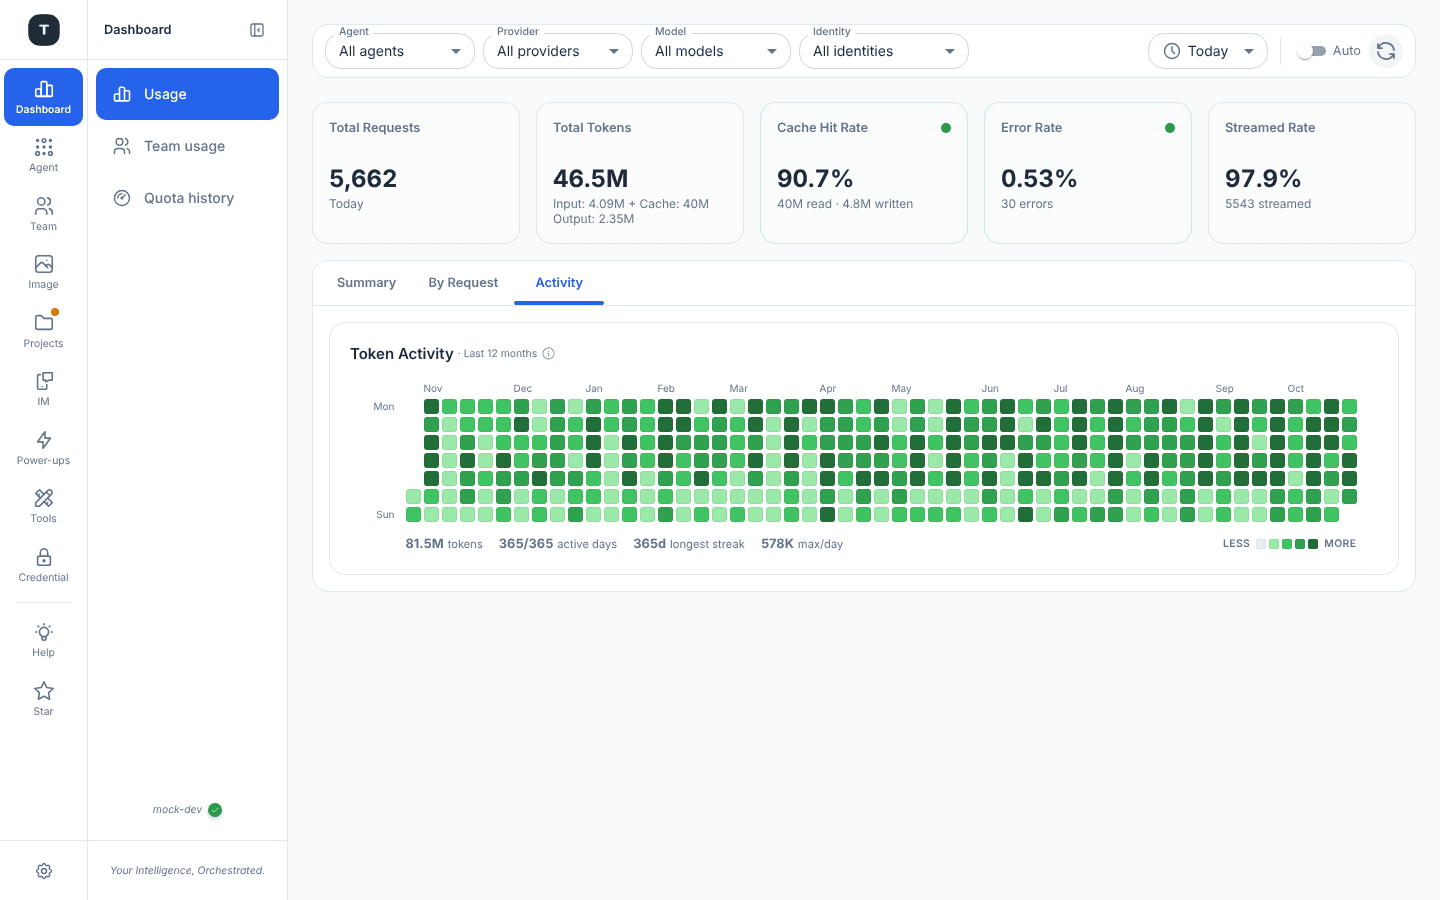 T
Dashboard
Agent
Team
Image
Projects
IM
Power-ups
Tools
Credential
Help
Star
Dashboard
Usage
Team usage
Quota history
mock-dev
Your Intelligence, Orchestrated.
Agent
All agents
Provider
All providers
Model
All models
Identity
All identities
Today
Auto
Total Requests
5,662
Today
Total Tokens
46.5M
Input: 4.09M + Cache: 40M
Output: 2.35M
Cache Hit Rate
90.7%
40M read · 4.8M written
Error Rate
0.53%
30 errors
Streamed Rate
97.9%
5543 streamed
Summary By Request Activity
Token Activity · Last 12 months
Nov Dec Jan Feb Mar Apr May Jun Jul Aug Sep Oct
Mon
Sun
81.5M tokens 365/365 active days 365d longest streak 578K max/day
LESS MORE